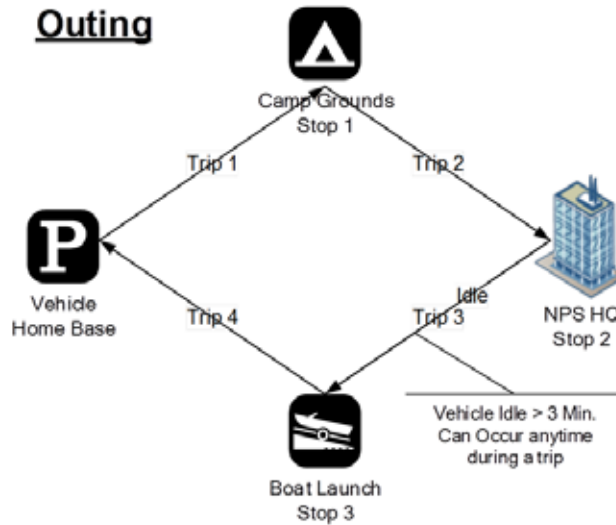 Outing
Camp Grounds
Stop 1
Trip 1
Trip 2
P
Vehicle
Home Base
NPS HQ
Stop 2
Idle
Trip 3
Trip 4
Vehicle Idle > 3 Min.
Can Occur anytime
during a trip
Boat Launch
Stop 3